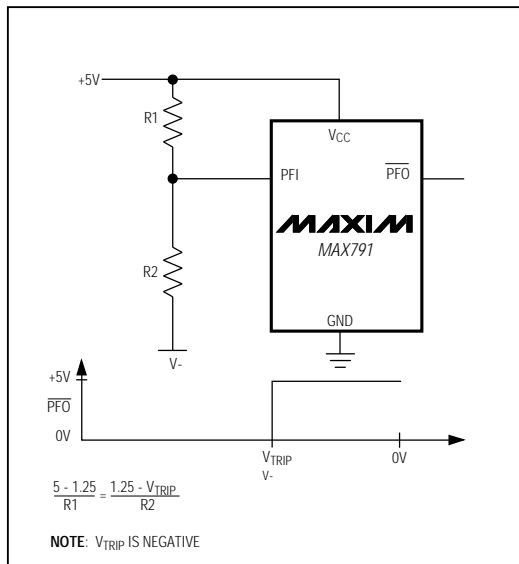 +5V
R1
VCC
PFI
PFO
MAXIM
MAX791
R2
GND
V-
+5V
PFO
0V
VTRIP
V-
0V
5 - 1.25 / R1 = 1.25 - VTRIP / R2
NOTE: VTRIP IS NEGATIVE